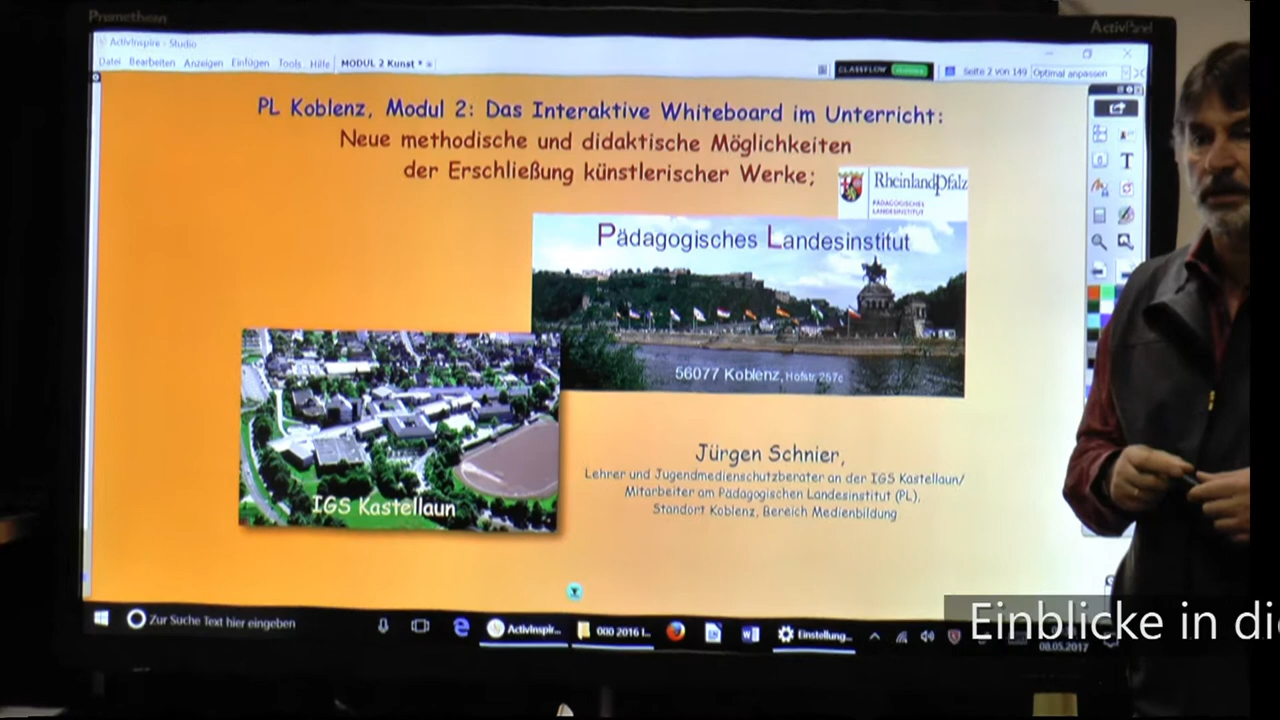 Promethean
ActivPanel
ActivInspire - Studio
Datei Bearbeiten Anzeigen Einfügen Tools Hilfe MODUL 2 Kunst *
CLASSFLOW
Seite 2 von 149 Optimal anpassen
PL Koblenz, Modul 2: Das Interaktive Whiteboard im Unterricht:
Neue methodische und didaktische Möglichkeiten
der Erschließung künstlerischer Werke;
RheinlandPfalz
PÄDAGOGISCHES
LANDESINSTITUT
Pädagogisches Landesinstitut
56077 Koblenz, Hofstr. 257c
IGS Kastellaun
Jürgen Schnier,
Lehrer und Jugendmedienschutzberater an der IGS Kastellaun/
Mitarbeiter am Pädagogischen Landesinstitut (PL),
Standort Koblenz, Bereich Medienbildung
Zur Suche Text hier eingeben
ActivInspir...
000 2016 I...
Einstellung...
08.05.2017
Einblicke in di